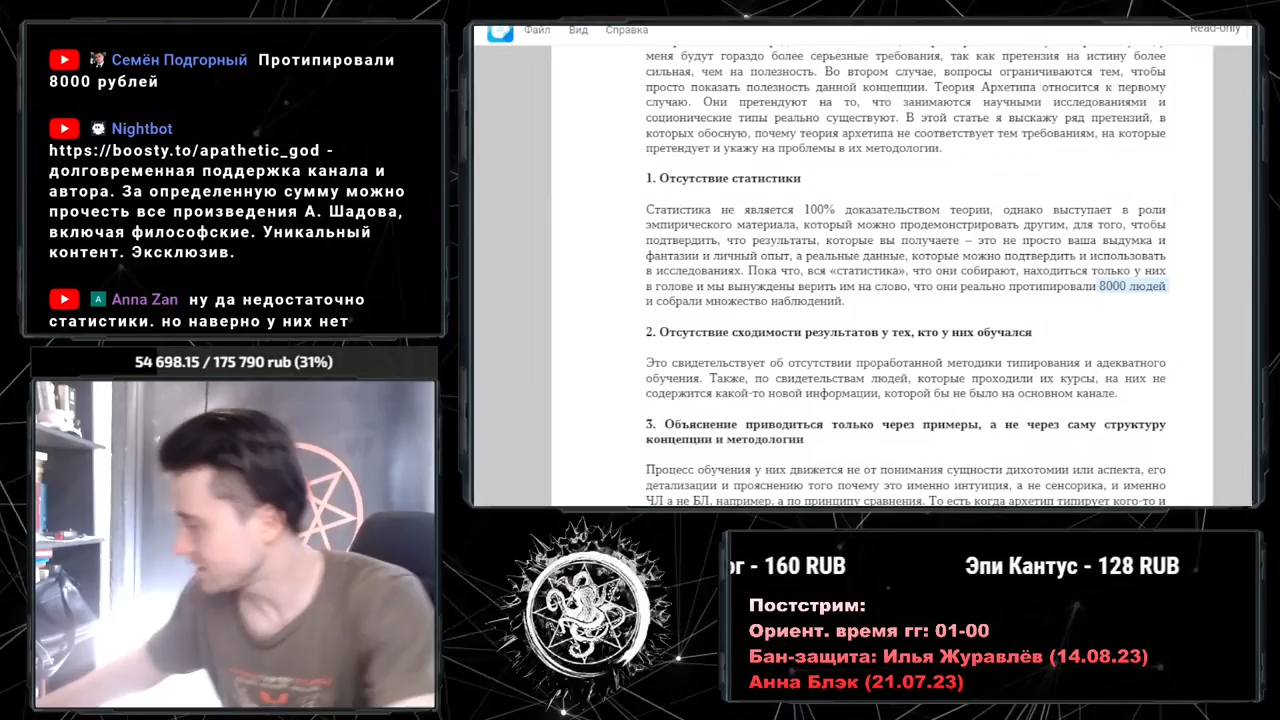 Семён Подгорный Протипировали
8000 рублей
Nightbot
https://boosty.to/apathetic_god -
долговременная поддержка канала и
автора. За определенную сумму можно
прочесть все произведения А. Шадова,
включая философские. Уникальный
контент. Эксклюзив.
A Anna Zan ну да недостаточно
статистики. но наверно у них нет
54 698.15 / 175 790 rub (31%)
Файл Вид Справка
Read-only
меня будут гораздо более серьезные требования, так как претензия на истину более
сильная, чем на полезность. Во втором случае, вопросы ограничиваются тем, чтобы
просто показать полезность данной концепции. Теория Архетипа относится к первому
случаю. Они претендуют на то, что занимаются научными исследованиями и
соционические типы реально существуют. В этой статье я выскажу ряд претензий, в
которых обосную, почему теория архетипа не соответствует тем требованиям, на которые
претендует и укажу на проблемы в их методологии.
1. Отсутствие статистики
Статистика не является 100% доказательством теории, однако выступает в роли
эмпирического материала, который можно продемонстрировать другим, для того, чтобы
подтвердить, что результаты, которые вы получаете – это не просто ваша выдумка и
фантазии и личный опыт, а реальные данные, которые можно подтвердить и использовать
в исследованиях. Пока что, вся «статистика», что они собирают, находиться только у них
в голове и мы вынуждены верить им на слово, что они реально протипировали 8000 людей
и собрали множество наблюдений.
2. Отсутствие сходимости результатов у тех, кто у них обучался
Это свидетельствует об отсутствии проработанной методики типирования и адекватного
обучения. Также, по свидетельствам людей, которые проходили их курсы, на них не
содержится какой-то новой информации, которой бы не было на основном канале.
3. Объяснение приводиться только через примеры, а не через саму структуру
концепции и методологии
Процесс обучения у них движется не от понимания сущности дихотомии или аспекта, его
детализации и прояснению того почему это именно интуиция, а не сенсорика, и именно
ЧЛ а не БЛ, например, а по принципу сравнения. То есть когда архетип типирует кого-то и
ог - 160 RUB Эпи Кантус - 128 RUB
Постстрим:
Ориент. время гг: 01-00
Бан-защита: Илья Журавлёв (14.08.23)
Анна Блэк (21.07.23)